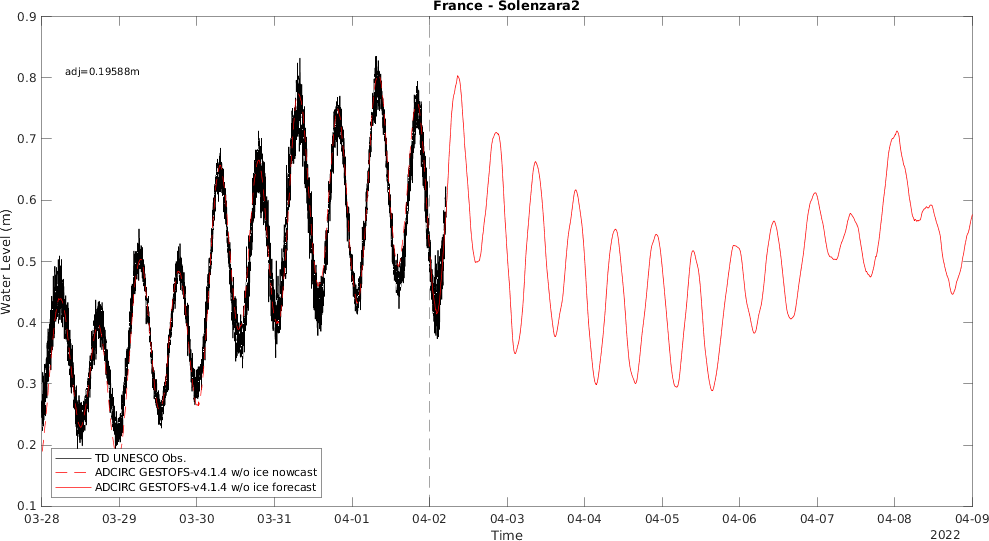 France - Solenzara2
0.9
0.8
0.7
0.6
0.5
0.4
0.3
0.2
0.1
Water Level (m)
adj=0.19588m
TD UNESCO Obs.
ADCIRC GESTOFS-v4.1.4 w/o ice nowcast
ADCIRC GESTOFS-v4.1.4 w/o ice forecast
03-28 03-29 03-30 03-31 04-01 04-02 04-03 04-04 04-05 04-06 04-07 04-08 04-09
Time
2022